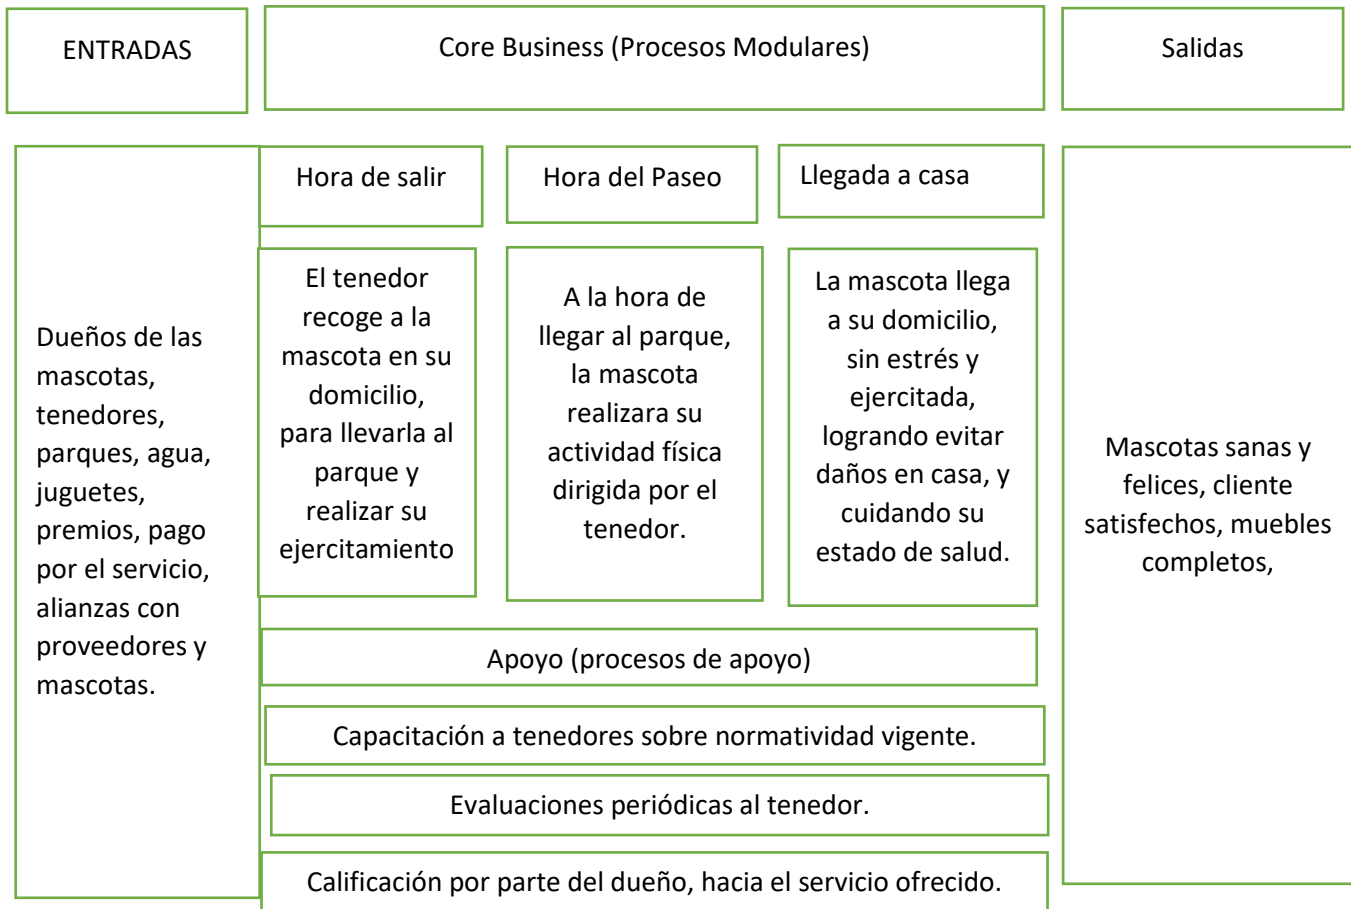 ENTRADAS
Core Business (Procesos Modulares)
Salidas
Dueños de las
mascotas,
tenedores,
parques, agua,
juguetes,
premios, pago
por el servicio,
alianzas con
proveedores y
mascotas.
Hora de salir
El tenedor
recoge a la
mascota en su
domicilio,
para llevarla al
parque y
realizar su
ejercitamiento
Hora del Paseo
A la hora de
llegar al parque,
la mascota
realizara su
actividad física
dirigida por el
tenedor.
Llegada a casa
La mascota llega
a su domicilio,
sin estrés y
ejercitada,
logrando evitar
daños en casa, y
cuidando su
estado de salud.
Apoyo (procesos de apoyo)
Capacitación a tenedores sobre normatividad vigente.
Evaluaciones periódicas al tenedor.
Calificación por parte del dueño, hacia el servicio ofrecido.
Mascotas sanas y
felices, cliente
satisfechos, muebles
completos,